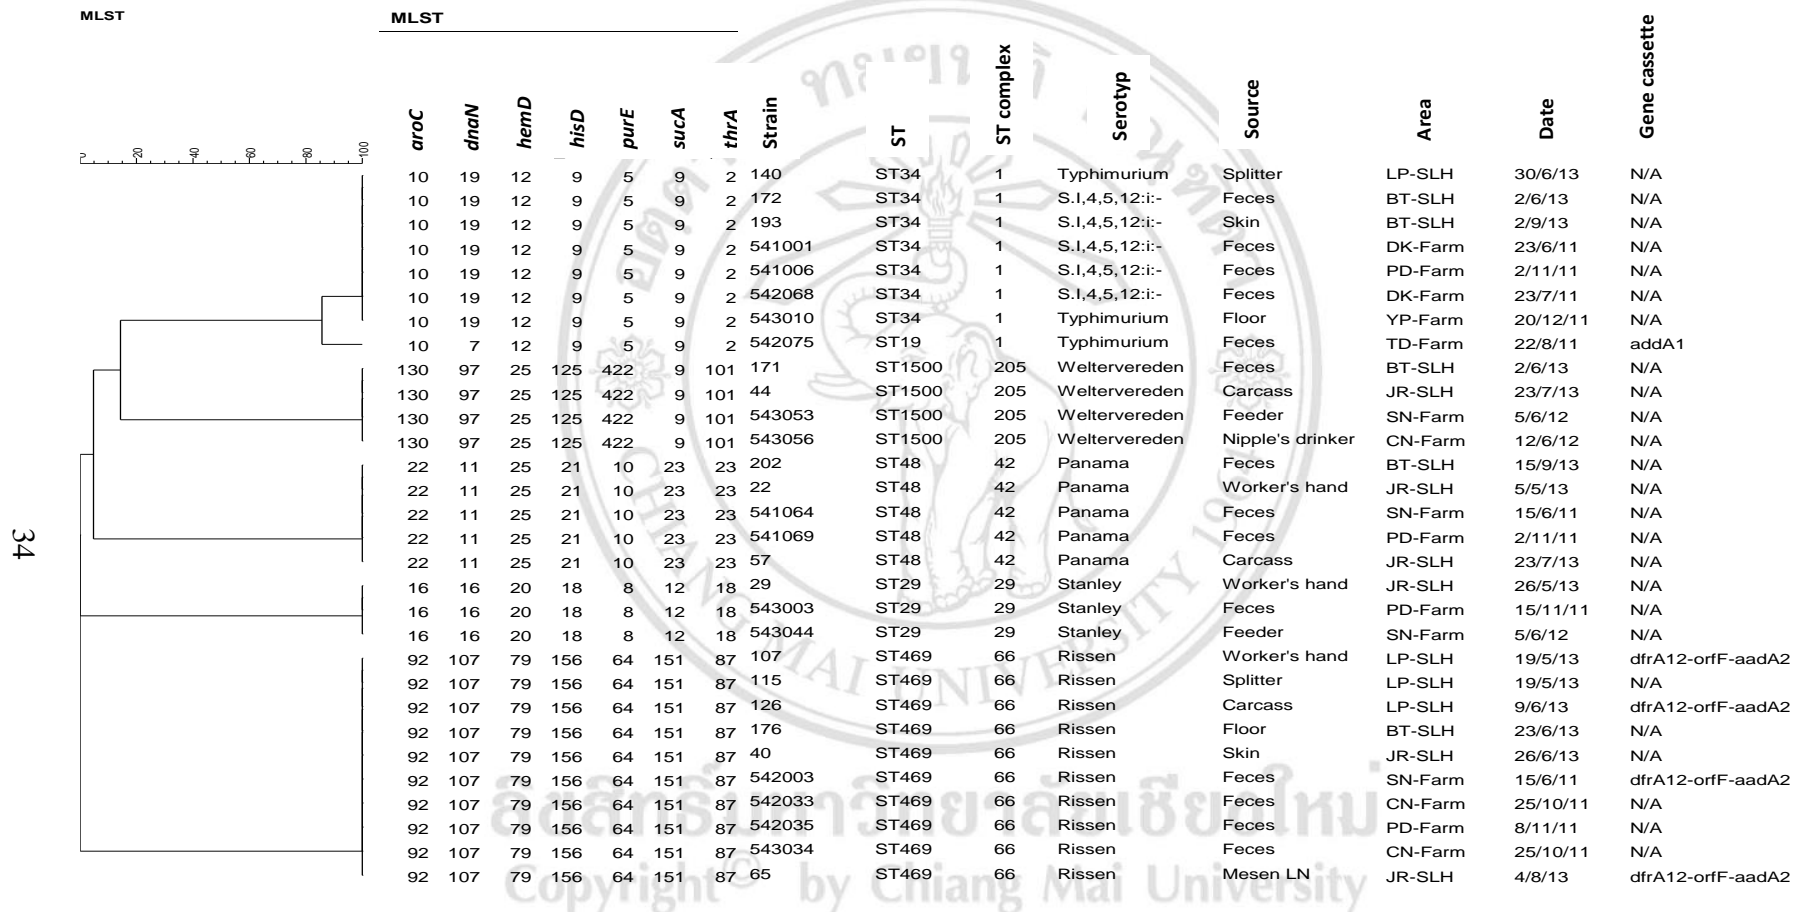 MLST MLST
0 20 40 60 80 100 aroC dnaN hemD hisD purE sucA thrA Strain ST ST complex Serotyp Source Area Date Gene cassette
10 19 12 9 5 9 2 140 ST34 1 Typhimurium Splitter LP-SLH 30/6/13 N/A
10 19 12 9 5 9 2 172 ST34 1 S.I,4,5,12:i:- Feces BT-SLH 2/6/13 N/A
10 19 12 9 5 9 2 193 ST34 1 S.I,4,5,12:i:- Skin BT-SLH 2/9/13 N/A
10 19 12 9 5 9 2 541001 ST34 1 S.I,4,5,12:i:- Feces DK-Farm 23/6/11 N/A
10 19 12 9 5 9 2 541006 ST34 1 S.I,4,5,12:i:- Feces PD-Farm 2/11/11 N/A
10 19 12 9 5 9 2 542068 ST34 1 S.I,4,5,12:i:- Feces DK-Farm 23/7/11 N/A
10 19 12 9 5 9 2 543010 ST34 1 Typhimurium Floor YP-Farm 20/12/11 N/A
10 7 12 9 5 9 2 542075 ST19 1 Typhimurium Feces TD-Farm 22/8/11 addA1
130 97 25 125 422 9 101 171 ST1500 205 Weltervereden Feces BT-SLH 2/6/13 N/A
130 97 25 125 422 9 101 44 ST1500 205 Weltervereden Carcass JR-SLH 23/7/13 N/A
130 97 25 125 422 9 101 543053 ST1500 205 Weltervereden Feeder SN-Farm 5/6/12 N/A
130 97 25 125 422 9 101 543056 ST1500 205 Weltervereden Nipple's drinker CN-Farm 12/6/12 N/A
22 11 25 21 10 23 23 202 ST48 42 Panama Feces BT-SLH 15/9/13 N/A
22 11 25 21 10 23 23 22 ST48 42 Panama Worker's hand JR-SLH 5/5/13 N/A
22 11 25 21 10 23 23 541064 ST48 42 Panama Feces SN-Farm 15/6/11 N/A
22 11 25 21 10 23 23 541069 ST48 42 Panama Feces PD-Farm 2/11/11 N/A
22 11 25 21 10 23 23 57 ST48 42 Panama Carcass JR-SLH 23/7/13 N/A
16 16 20 18 8 12 18 29 ST29 29 Stanley Worker's hand JR-SLH 26/5/13 N/A
16 16 20 18 8 12 18 543003 ST29 29 Stanley Feces PD-Farm 15/11/11 N/A
16 16 20 18 8 12 18 543044 ST29 29 Stanley Feeder SN-Farm 5/6/12 N/A
92 107 79 156 64 151 87 107 ST469 66 Rissen Worker's hand LP-SLH 19/5/13 dfrA12-orfF-aadA2
92 107 79 156 64 151 87 115 ST469 66 Rissen Splitter LP-SLH 19/5/13 N/A
92 107 79 156 64 151 87 126 ST469 66 Rissen Carcass LP-SLH 9/6/13 dfrA12-orfF-aadA2
92 107 79 156 64 151 87 176 ST469 66 Rissen Floor BT-SLH 23/6/13 N/A
92 107 79 156 64 151 87 40 ST469 66 Rissen Skin JR-SLH 26/6/13 N/A
92 107 79 156 64 151 87 542003 ST469 66 Rissen Feces SN-Farm 15/6/11 dfrA12-orfF-aadA2
92 107 79 156 64 151 87 542033 ST469 66 Rissen Feces CN-Farm 25/10/11 N/A
92 107 79 156 64 151 87 542035 ST469 66 Rissen Feces PD-Farm 8/11/11 N/A
92 107 79 156 64 151 87 543034 ST469 66 Rissen Feces CN-Farm 25/10/11 N/A
92 107 79 156 64 151 87 65 ST469 66 Rissen Mesen LN JR-SLH 4/8/13 dfrA12-orfF-aadA2
34
CHIANG MAI UNIVERSITY 1964
ลิขสิทธิ์มหาวิทยาลัยเชียงใหม่
Copyright© by Chiang Mai University